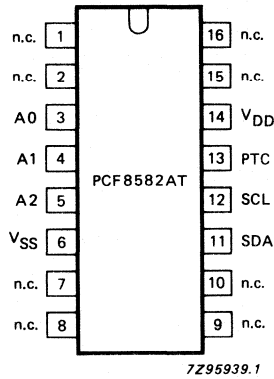 n.c. 1 16 n.c.
n.c. 2 15 n.c.
A0 3 14 VDD
A1 4 13 PTC
PCF8582AT
A2 5 12 SCL
VSS 6 11 SDA
n.c. 7 10 n.c.
n.c. 8 9 n.c.
7Z95939.1